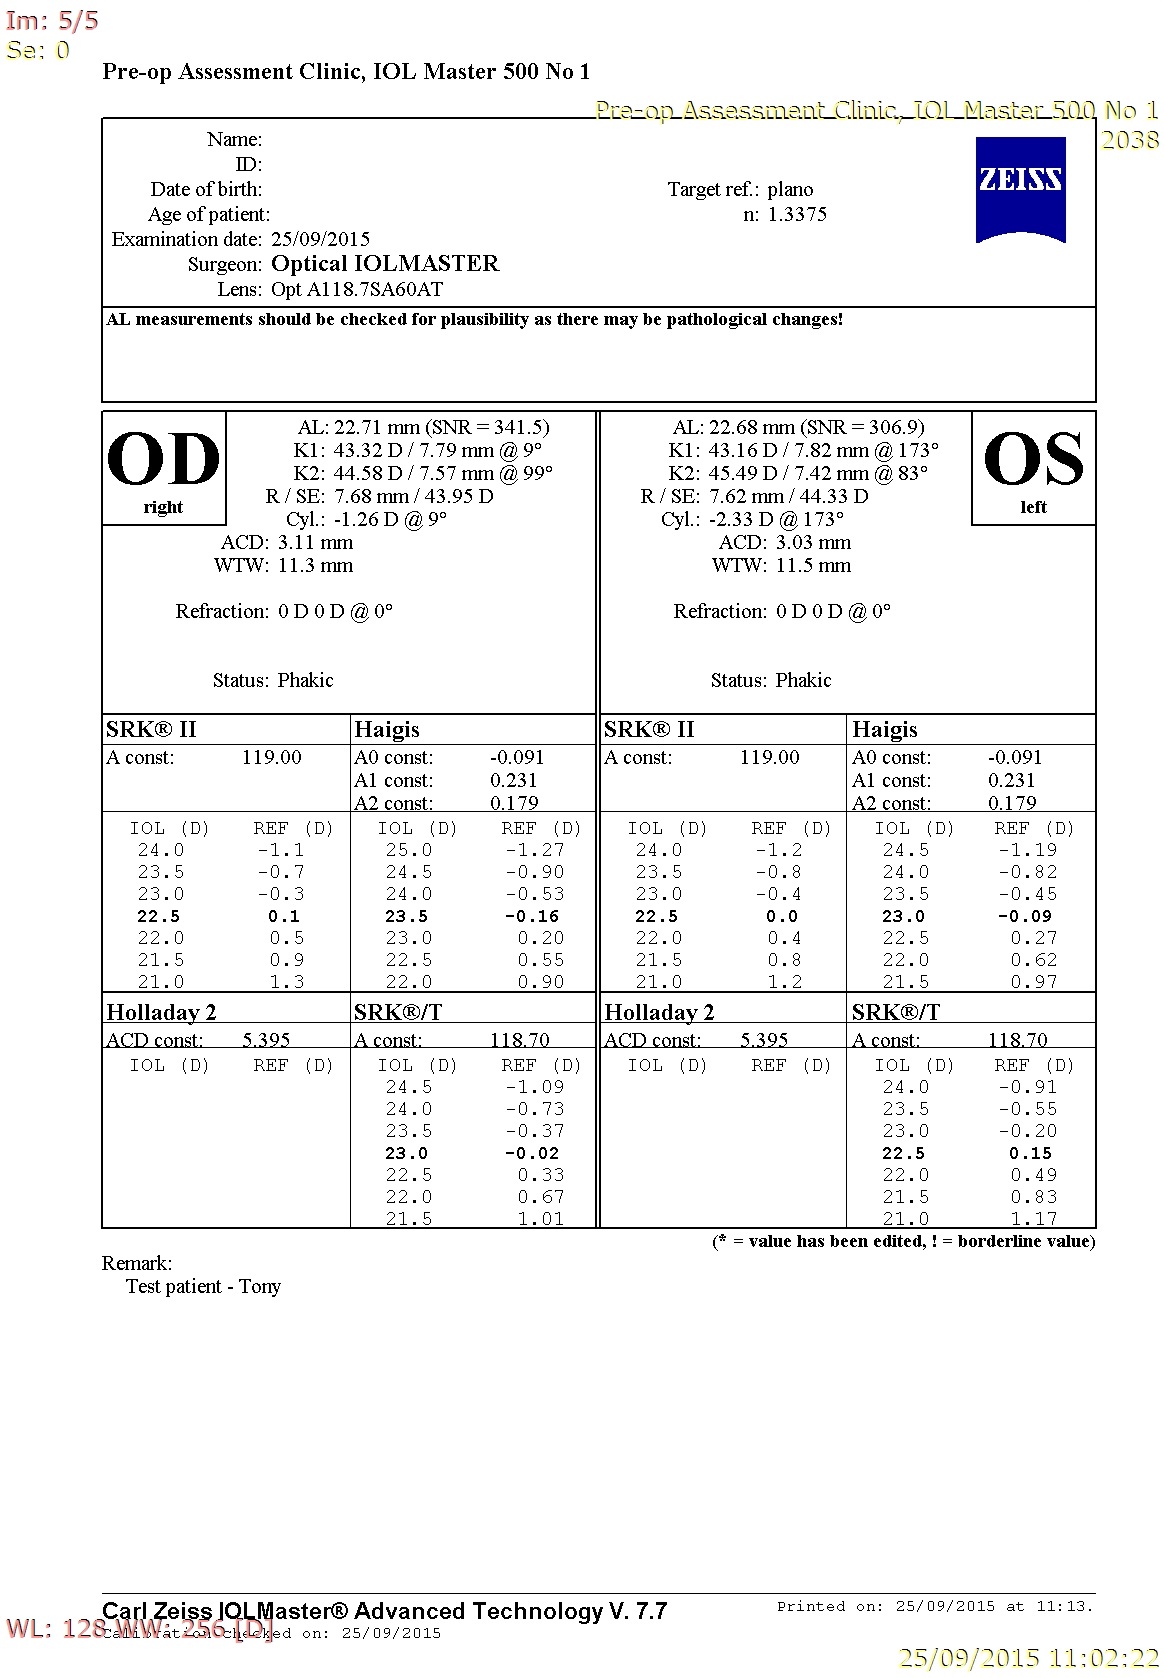 Im: 5/5
Se: 0
Pre-op Assessment Clinic, IOL Master 500 No 1
Pre-op Assessment Clinic, IOL Master 500 No 1
2038
Name:
ID:
Date of birth:
Age of patient:
Examination date: 25/09/2015
Surgeon: Optical IOLMASTER
Lens: Opt A118.7SA60AT
Target ref.: plano
n: 1.3375
ZEISS
AL measurements should be checked for plausibility as there may be pathological changes!
OD
right
AL: 22.71 mm (SNR = 341.5)
K1: 43.32 D / 7.79 mm @ 9°
K2: 44.58 D / 7.57 mm @ 99°
R / SE: 7.68 mm / 43.95 D
Cyl.: -1.26 D @ 9°
ACD: 3.11 mm
WTW: 11.3 mm
Refraction: 0 D 0 D @ 0°
Status: Phakic
AL: 22.68 mm (SNR = 306.9)
K1: 43.16 D / 7.82 mm @ 173°
K2: 45.49 D / 7.42 mm @ 83°
R / SE: 7.62 mm / 44.33 D
Cyl.: -2.33 D @ 173°
ACD: 3.03 mm
WTW: 11.5 mm
Refraction: 0 D 0 D @ 0°
Status: Phakic
OS
left
SRK® II Haigis SRK® II Haigis
A const: 119.00 A0 const: -0.091 A const: 119.00 A0 const: -0.091
A1 const: 0.231 A1 const: 0.231
A2 const: 0.179 A2 const: 0.179
IOL (D) REF (D) IOL (D) REF (D) IOL (D) REF (D) IOL (D) REF (D)
24.0 -1.1 25.0 -1.27 24.0 -1.2 24.5 -1.19
23.5 -0.7 24.5 -0.90 23.5 -0.8 24.0 -0.82
23.0 -0.3 24.0 -0.53 23.0 -0.4 23.5 -0.45
22.5 0.1 23.5 -0.16 22.5 0.0 23.0 -0.09
22.0 0.5 23.0 0.20 22.0 0.4 22.5 0.27
21.5 0.9 22.5 0.55 21.5 0.8 22.0 0.62
21.0 1.3 22.0 0.90 21.0 1.2 21.5 0.97
Holladay 2 SRK®/T Holladay 2 SRK®/T
ACD const: 5.395 A const: 118.70 ACD const: 5.395 A const: 118.70
IOL (D) REF (D) IOL (D) REF (D) IOL (D) REF (D) IOL (D) REF (D)
24.5 -1.09 24.0 -0.91
24.0 -0.73 23.5 -0.55
23.5 -0.37 23.0 -0.20
23.0 -0.02 22.5 0.15
22.5 0.33 22.0 0.49
22.0 0.67 21.5 0.83
21.5 1.01 21.0 1.17
(* = value has been edited, ! = borderline value)
Remark:
Test patient - Tony
Carl Zeiss IOLMaster® Advanced Technology V. 7.7
Printed on: 25/09/2015 at 11:13.
WL: 128 WW: 256 [D]
Calibration checked on: 25/09/2015
25/09/2015 11:02:22